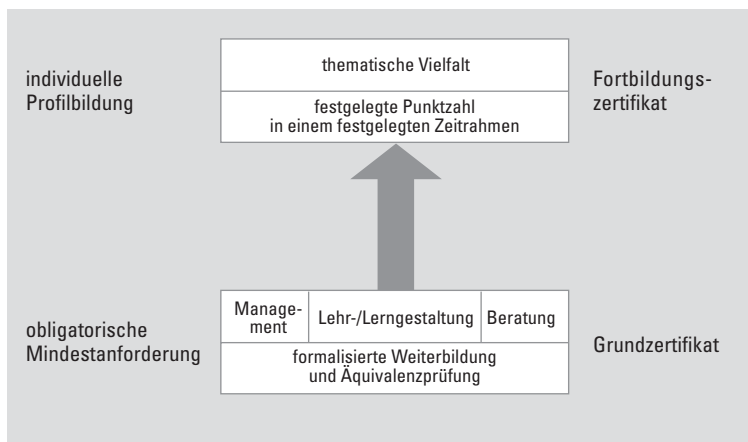 individuelle
Profilbildung
thematische Vielfalt
festgelegte Punktzahl
in einem festgelegten Zeitrahmen
Fortbildungs-
zertifikat
obligatorische
Mindestanforderung
Manage-
ment
Lehr-/Lerngestaltung
Beratung
formalisierte Weiterbildung
und Äquivalenzprüfung
Grundzertifikat